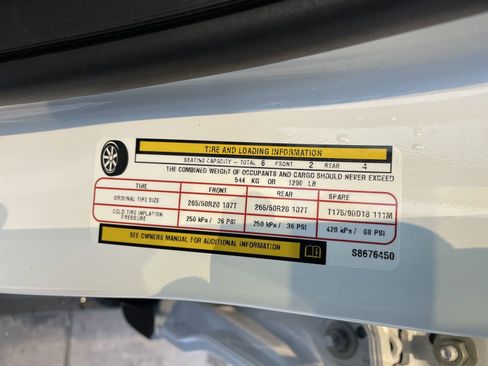 TIRE AND LOADING INFORMATION
SEATING CAPACITY - TOTAL 6 FRONT 2 REAR 4
THE COMBINED WEIGHT OF OCCUPANTS AND CARGO SHOULD NEVER EXCEED
544 KG OR 1200 LB
TIRE FRONT REAR SPARE
ORIGINAL TIRE SIZE 265/50R20 107T 265/50R20 107T T175/90D18 111M
COLD TIRE INFLATION PRESSURE 250 kPa / 36 PSI 250 kPa / 36 PSI 420 kPa / 60 PSI
SEE OWNERS MANUAL FOR ADDITIONAL INFORMATION
S8676450